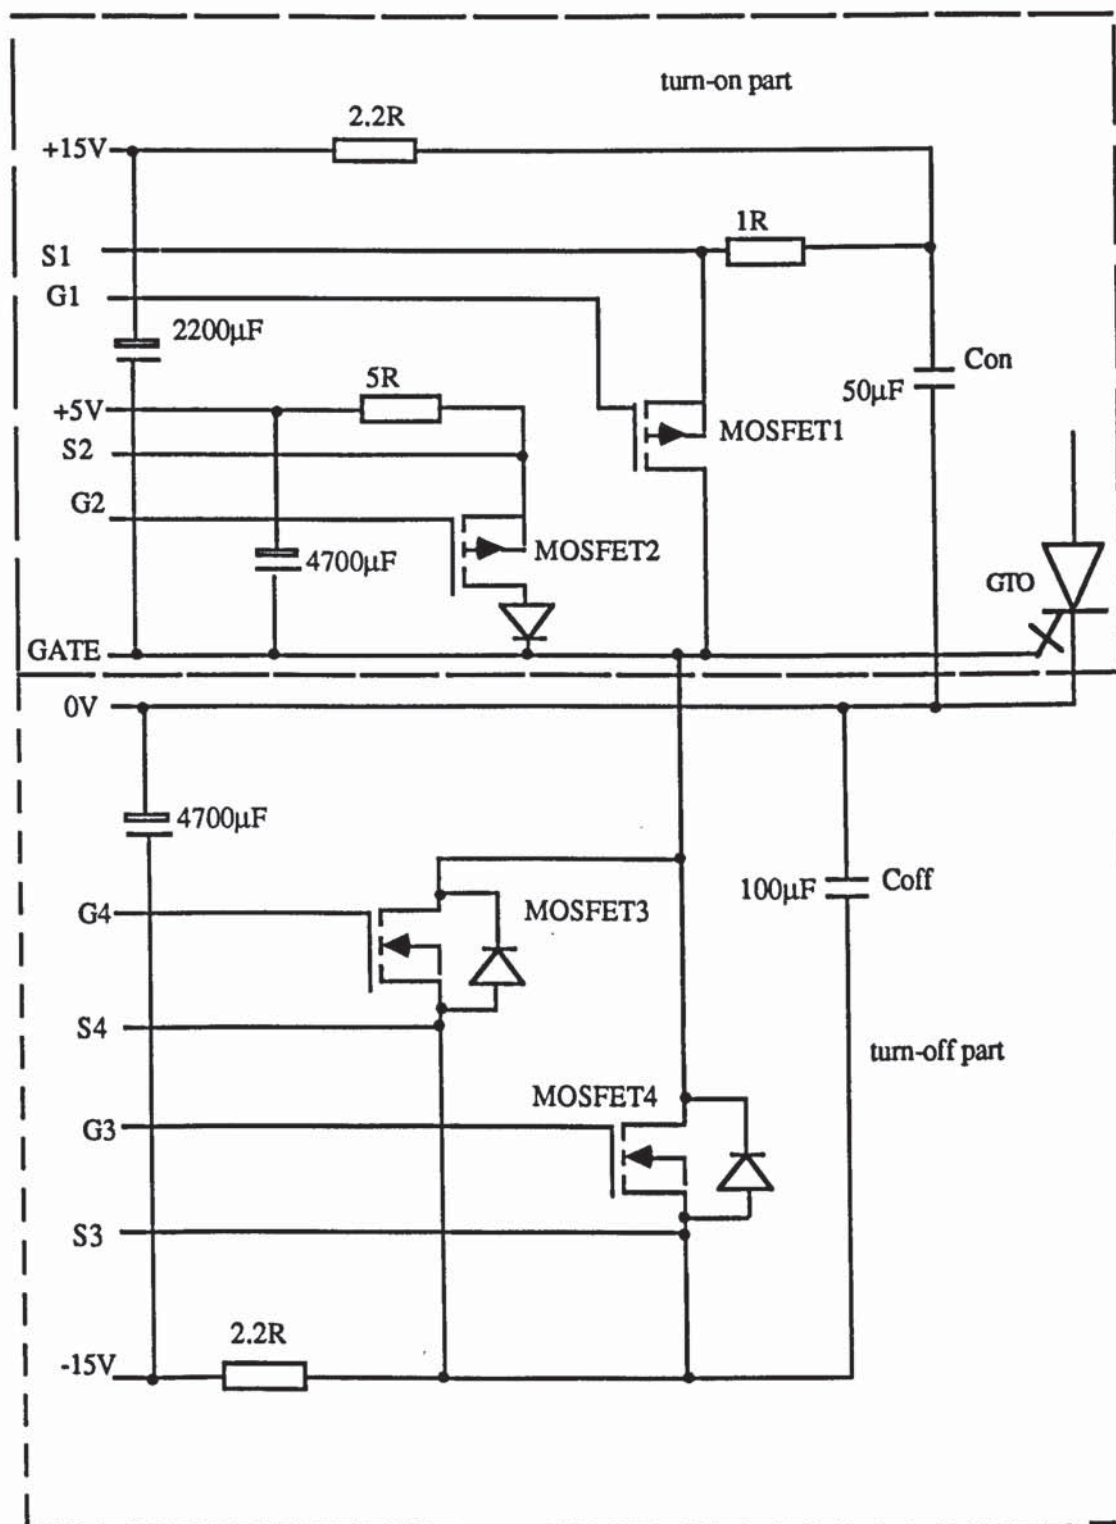 turn-on part
2.2R
+15V
1R
S1
G1
2200µF
Con
5R
50µF
+5V
MOSFET1
S2
G2
MOSFET2
4700µF
GTO
GATE
0V
4700µF
100µF
Coff
G4
MOSFET3
S4
turn-off part
MOSFET4
G3
S3
2.2R
-15V